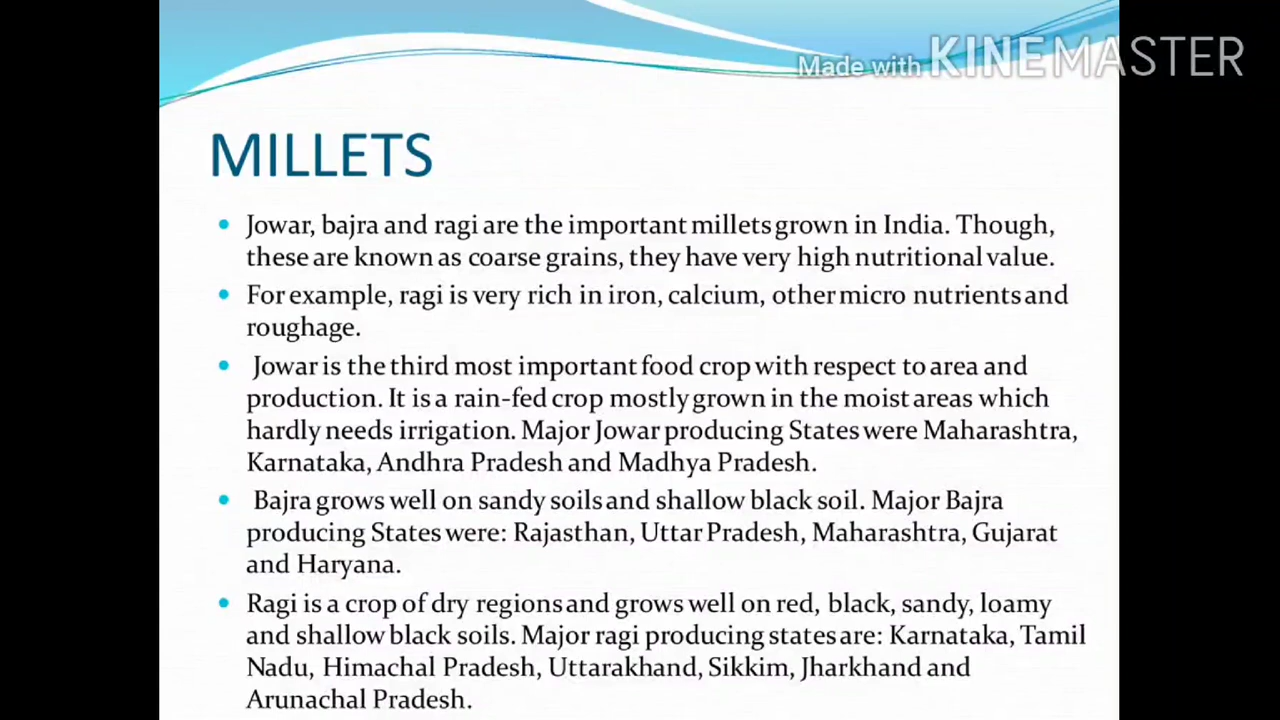 Made with KINEMASTER
MILLETS
Jowar, bajra and ragi are the important millets grown in India. Though,
these are known as coarse grains, they have very high nutritional value.
For example, ragi is very rich in iron, calcium, other micro nutrients and
roughage.
Jowar is the third most important food crop with respect to area and
production. It is a rain-fed crop mostly grown in the moist areas which
hardly needs irrigation. Major Jowar producing States were Maharashtra,
Karnataka, Andhra Pradesh and Madhya Pradesh.
Bajra grows well on sandy soils and shallow black soil. Major Bajra
producing States were: Rajasthan, Uttar Pradesh, Maharashtra, Gujarat
and Haryana.
Ragi is a crop of dry regions and grows well on red, black, sandy, loamy
and shallow black soils. Major ragi producing states are: Karnataka, Tamil
Nadu, Himachal Pradesh, Uttarakhand, Sikkim, Jharkhand and
Arunachal Pradesh.